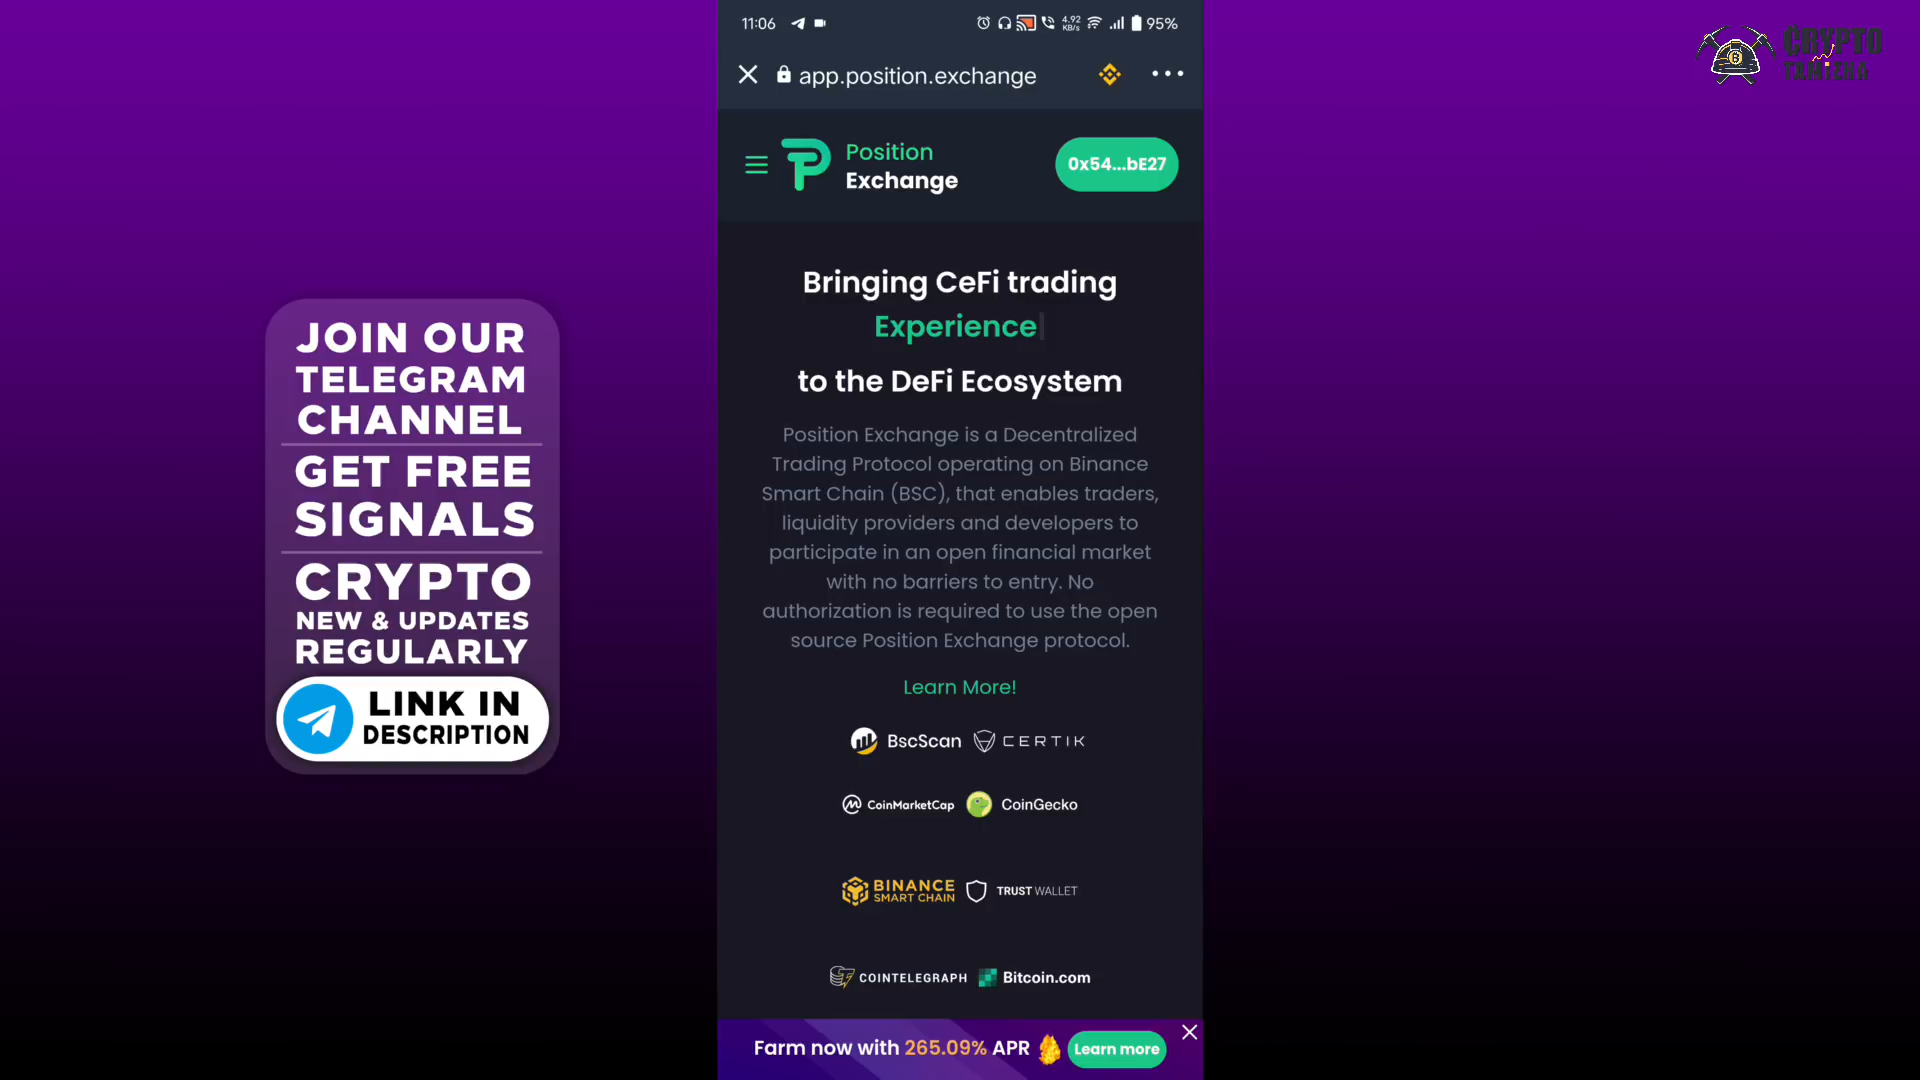 11:06
4.92
KB/s
95%
app.position.exchange
Position
Exchange
0x54...bE27
CRYPTO
Bringing CeFi trading
Experience
to the DeFi Ecosystem
Position Exchange is a Decentralized
Trading Protocol operating on Binance
Smart Chain (BSC), that enables traders,
liquidity providers and developers to
participate in an open financial market
with no barriers to entry. No
authorization is required to use the open
source Position Exchange protocol.
Learn More!
BscScan CERTIK
CoinMarketCap CoinGecko
BINANCE
SMART CHAIN
TRUST WALLET
COINTELEGRAPH Bitcoin.com
Farm now with 265.09% APR Learn more
JOIN OUR
TELEGRAM
CHANNEL
GET FREE
SIGNALS
CRYPTO
NEW & UPDATES
REGULARLY
LINK IN
DESCRIPTION